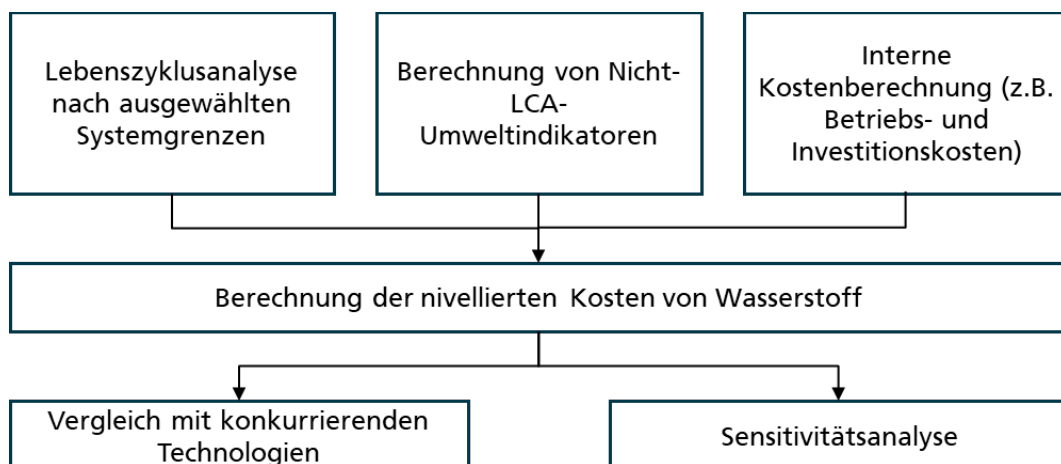 Lebenszyklusanalyse
nach ausgewählten
Systemgrenzen
Berechnung von Nicht-
LCA-
Umweltindikatoren
Interne
Kostenberechnung (z.B.
Betriebs- und
Investitionskosten)
Berechnung der nivellierten Kosten von Wasserstoff
Vergleich mit konkurrierenden
Technologien
Sensitivitätsanalyse